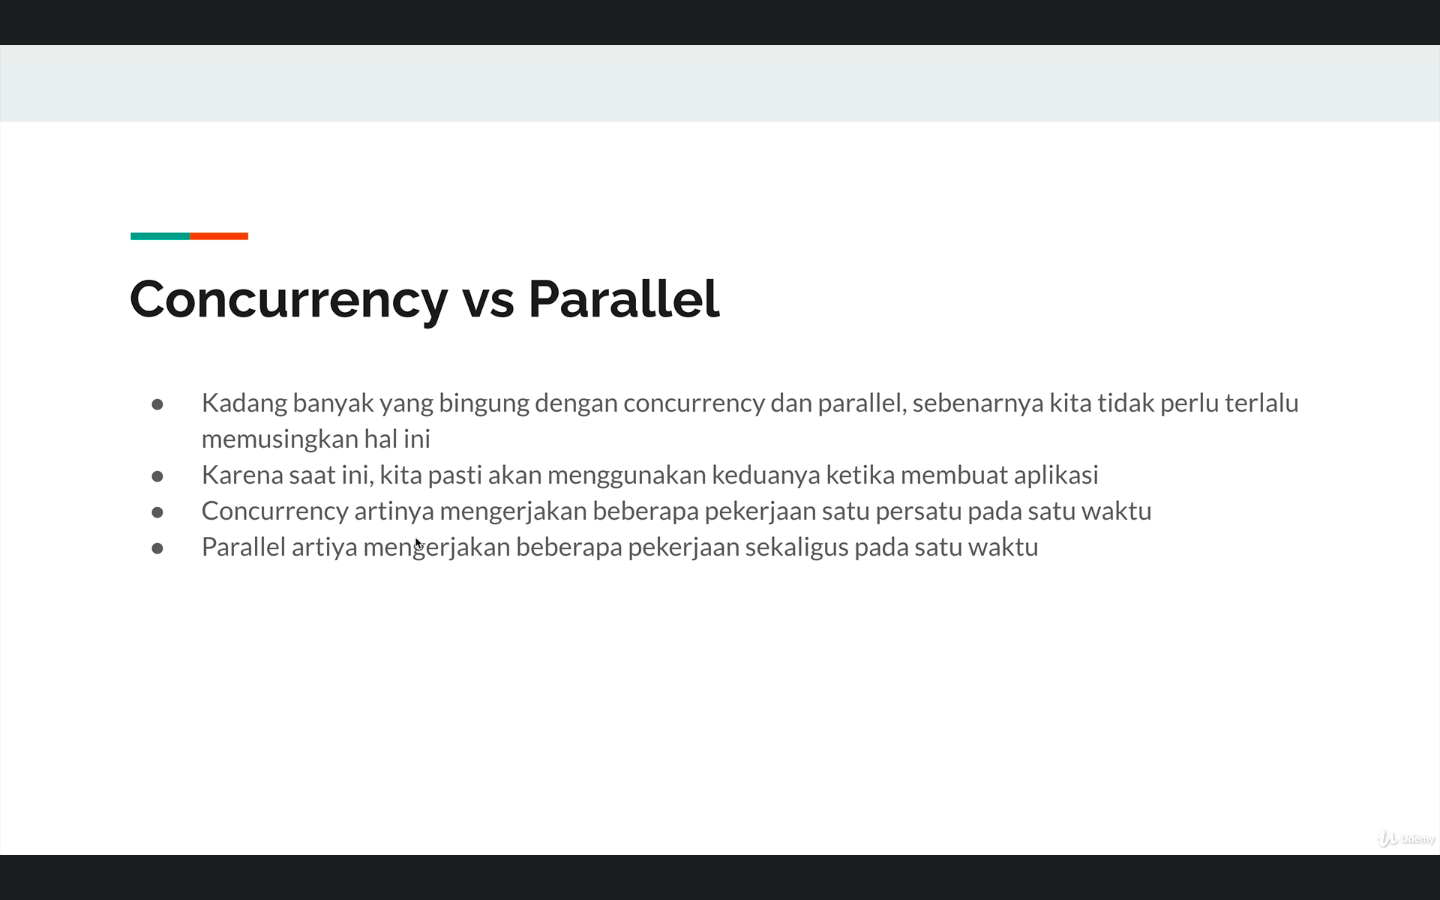 Concurrency vs Parallel
● Kadang banyak yang bingung dengan concurrency dan parallel, sebenarnya kita tidak perlu terlalu
memusingkan hal ini
● Karena saat ini, kita pasti akan menggunakan keduanya ketika membuat aplikasi
● Concurrency artinya mengerjakan beberapa pekerjaan satu persatu pada satu waktu
● Parallel artiya mengerjakan beberapa pekerjaan sekaligus pada satu waktu
Udemy